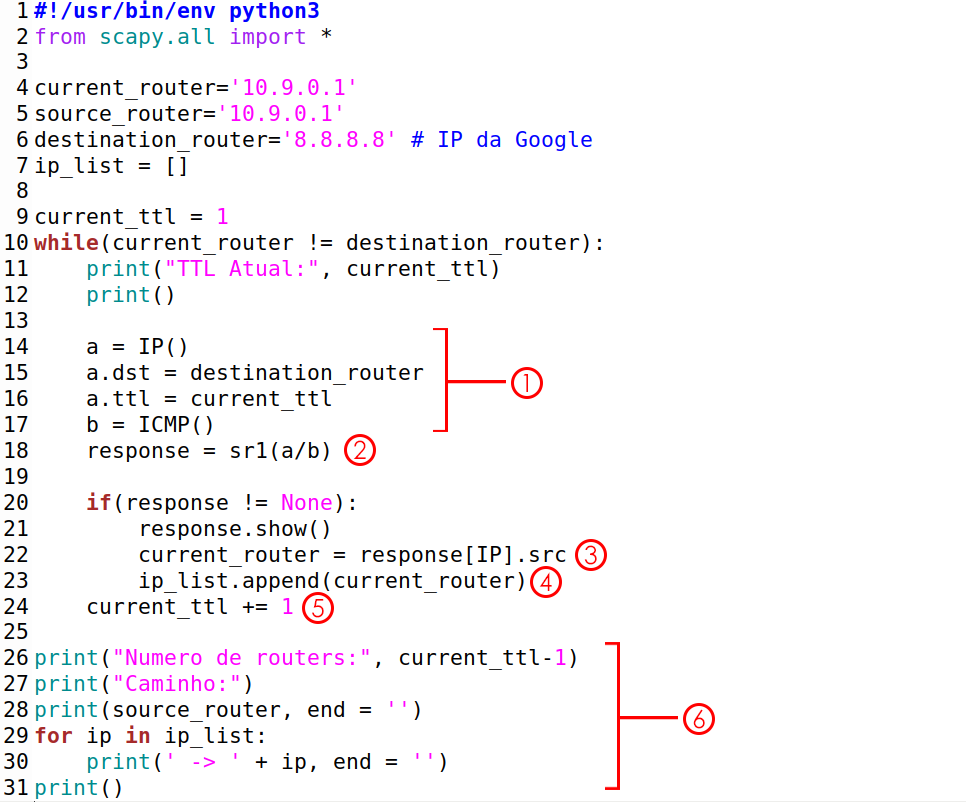 1 #!/usr/bin/env python3
2 from scapy.all import *
3
4 current_router='10.9.0.1'
5 source_router='10.9.0.1'
6 destination_router='8.8.8.8' # IP da Google
7 ip_list = []
8
9 current_ttl = 1
10 while(current_router != destination_router):
11     print("TTL Atual:", current_ttl)
12     print()
13
14     a = IP()
15     a.dst = destination_router
① 
16     a.ttl = current_ttl
17     b = ICMP()
18     response = sr1(a/b) ②
19
20     if(response != None):
21         response.show()
22         current_router = response[IP].src ③
23         ip_list.append(current_router) ④
24     current_ttl += 1 ⑤
25
26 print("Numero de routers:", current_ttl-1)
27 print("Caminho:")
28 print(source_router, end = '')
⑥
29 for ip in ip_list:
30     print(' -> ' + ip, end = '')
31 print()